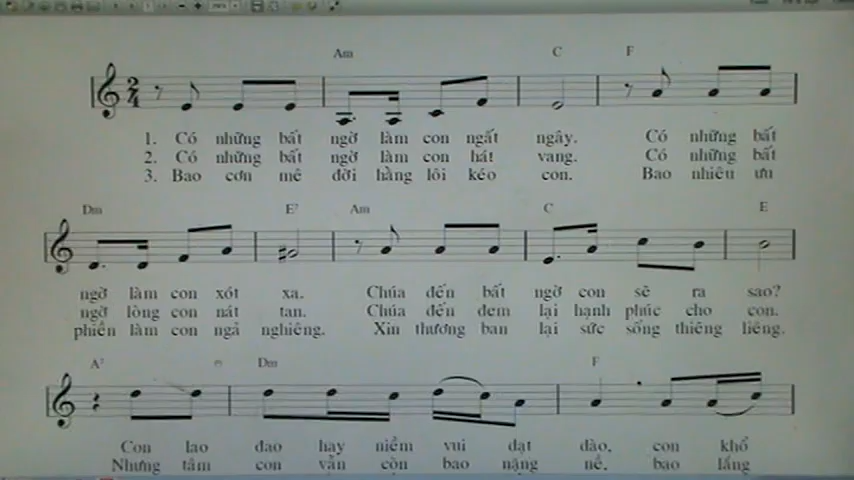 Am C F
2
4
1. Có những bất ngờ làm con ngất ngây. Có những bất
2. Có những bất ngờ làm con hát vang. Có những bất
3. Bao cơn mê đời hằng lôi kéo con. Bao nhiêu ưu
Dm E7 Am C E
ngờ làm con xót xa. Chúa đến bất ngờ con sẽ ra sao?
ngờ lòng con nát tan. Chúa đến đem lại hạnh phúc cho con.
phiền làm con ngả nghiêng. Xin thương ban lại sức sống thiêng liêng.
A7 Dm F
Con lao đao hay niềm vui dạt dào, con khổ
Nhưng tâm con vẫn còn bao nặng nề, bao lắng